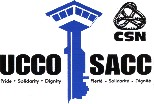 CSN
UCCO SACC
Pride • Solidarity • Dignity Fierté • Solidarité • Dignité